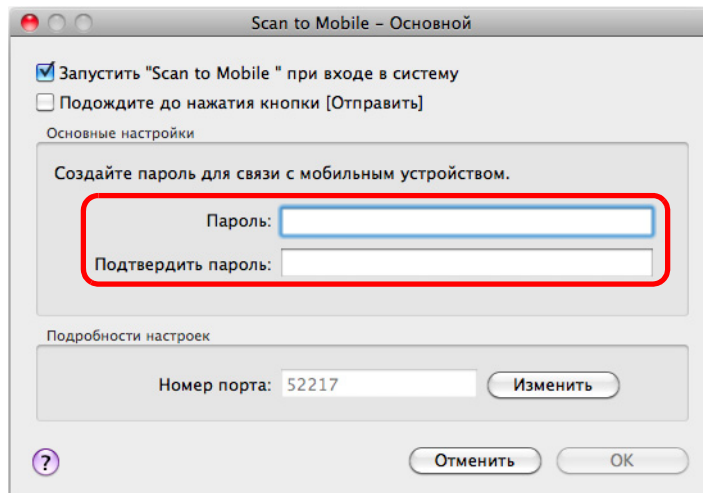 Scan to Mobile – Основной
Запустить "Scan to Mobile " при входе в систему
Подождите до нажатия кнопки [Отправить]
Основные настройки
Создайте пароль для связи с мобильным устройством.
Пароль:
Подтвердить пароль:
Подробности настроек
Номер порта: 52217 Изменить
? Отменить OK